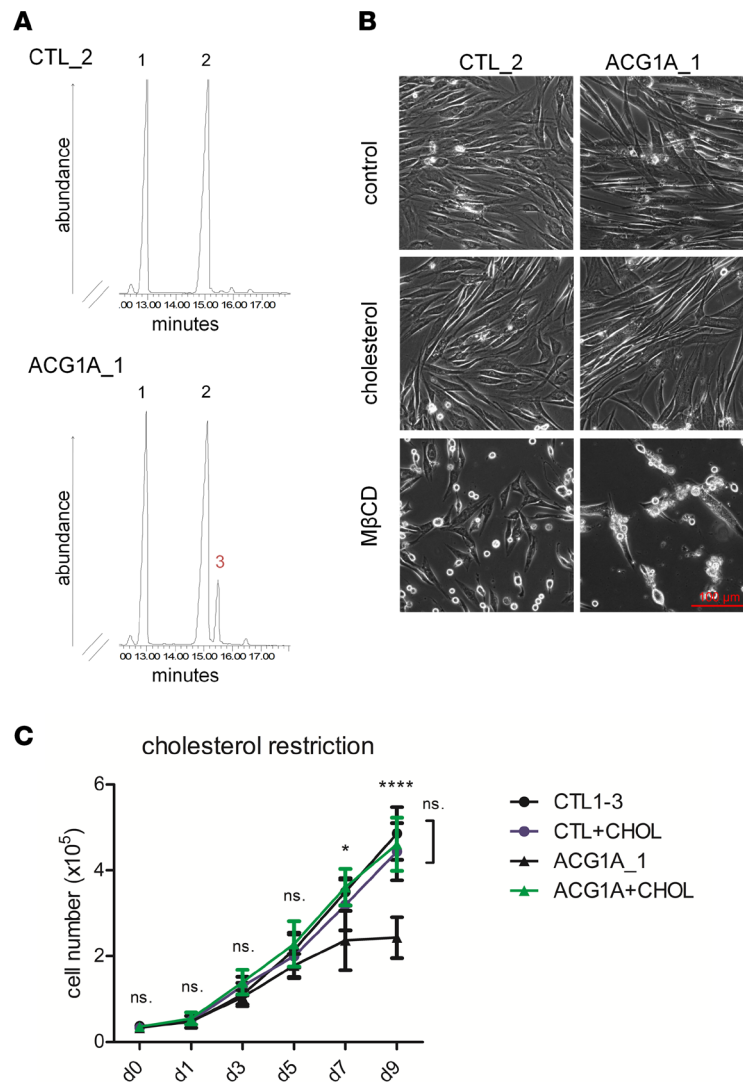 A
CTL_2
1 2
abundance
.00 13.00 14.00 15.00 16.00 17.00
minutes
ACG1A_1
1 2
3
abundance
00 13.00 14.00 15.00 16.00 17.00
minutes
B
CTL_2 ACG1A_1
control
cholesterol
MβCD
100 µm
C
cholesterol restriction
6
4
2
0
cell number (x10⁵)
ns.
ns.
ns.
ns.
*
****
ns.
d0 d1 d3 d5 d7 d9
CTL1-3
CTL+CHOL
ACG1A_1
ACG1A+CHOL